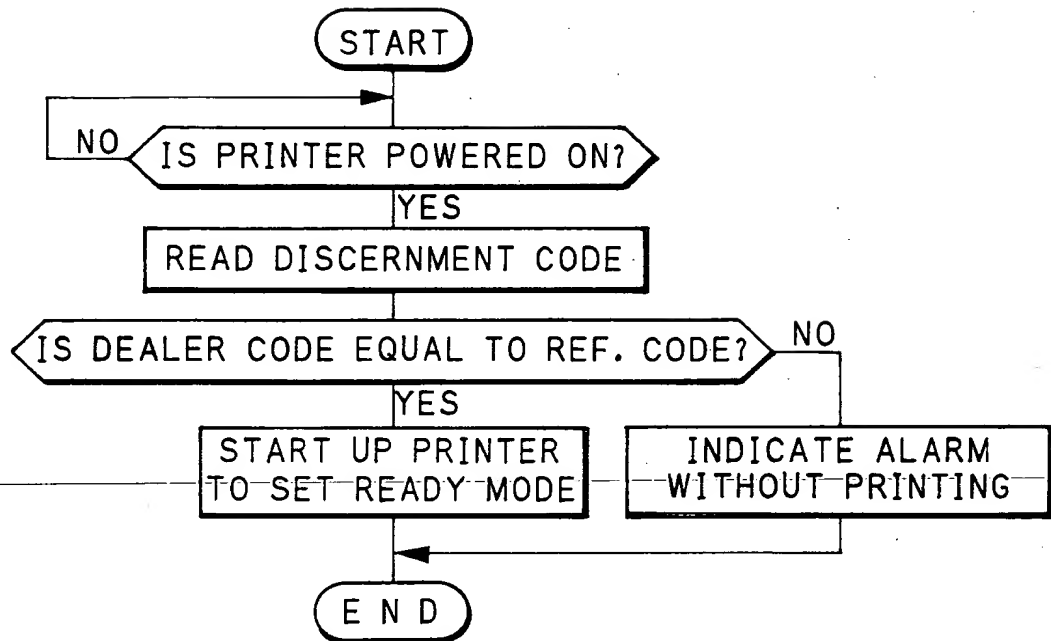 START
NO
IS PRINTER POWERED ON?
YES
READ DISCERNMENT CODE
IS DEALER CODE EQUAL TO REF. CODE?
NO
YES
START UP PRINTER
TO SET READY MODE
INDICATE ALARM
WITHOUT PRINTING
END